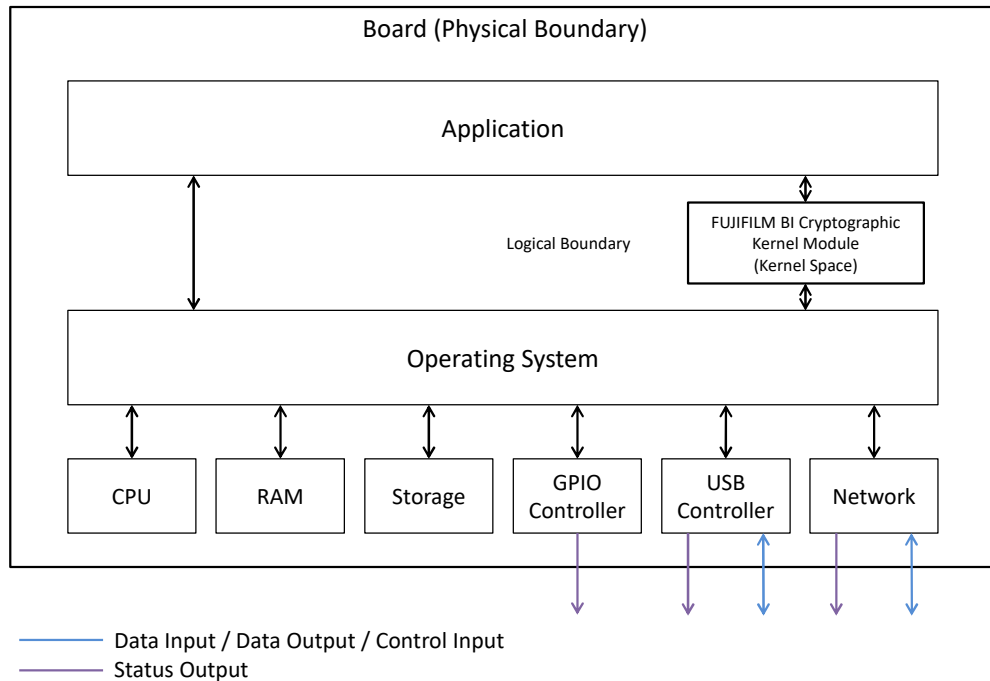 Board (Physical Boundary)
Application
Logical Boundary
FUJIFILM BI Cryptographic
Kernel Module
(Kernel Space)
Operating System
CPU
RAM
Storage
GPIO
Controller
USB
Controller
Network
Data Input / Data Output / Control Input
Status Output